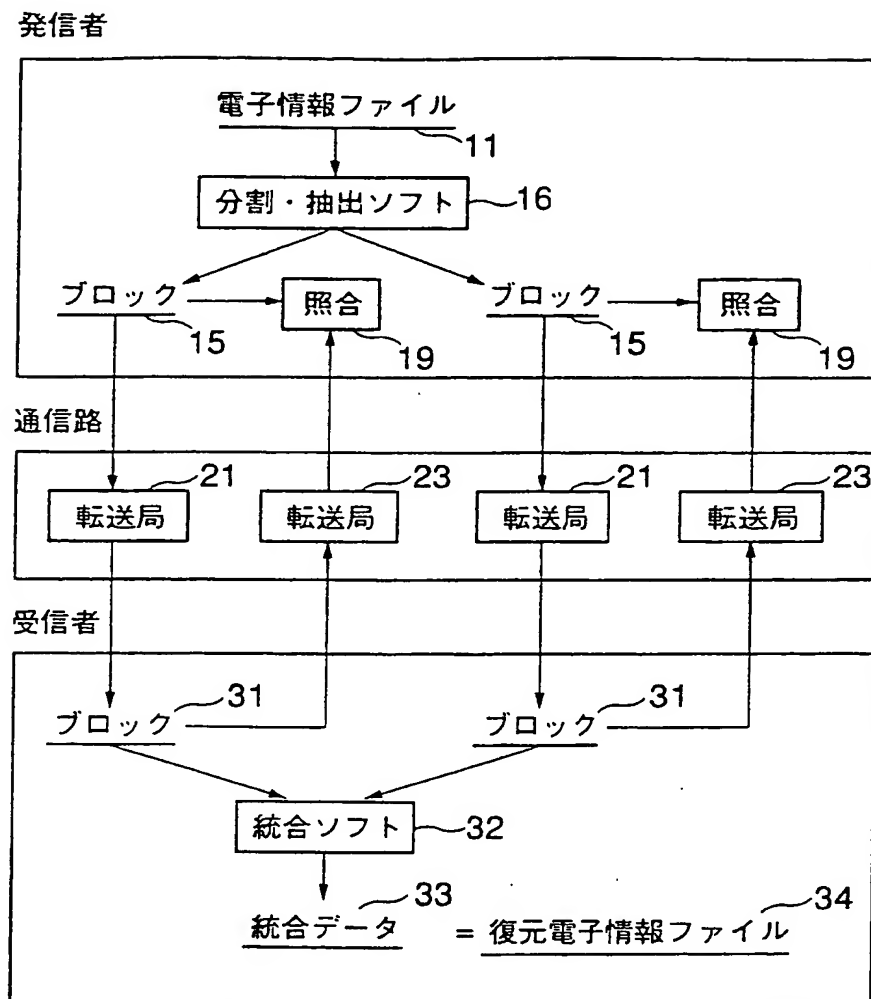 発信者
電子情報ファイル
11
分割・抽出ソフト 16
ブロック 照合 ブロック 照合
15 19 15 19
通信路
21 23 21 23
転送局 転送局 転送局 転送局
受信者
31 31
ブロック ブロック
統合ソフト 32
33 34
統合データ = 復元電子情報ファイル